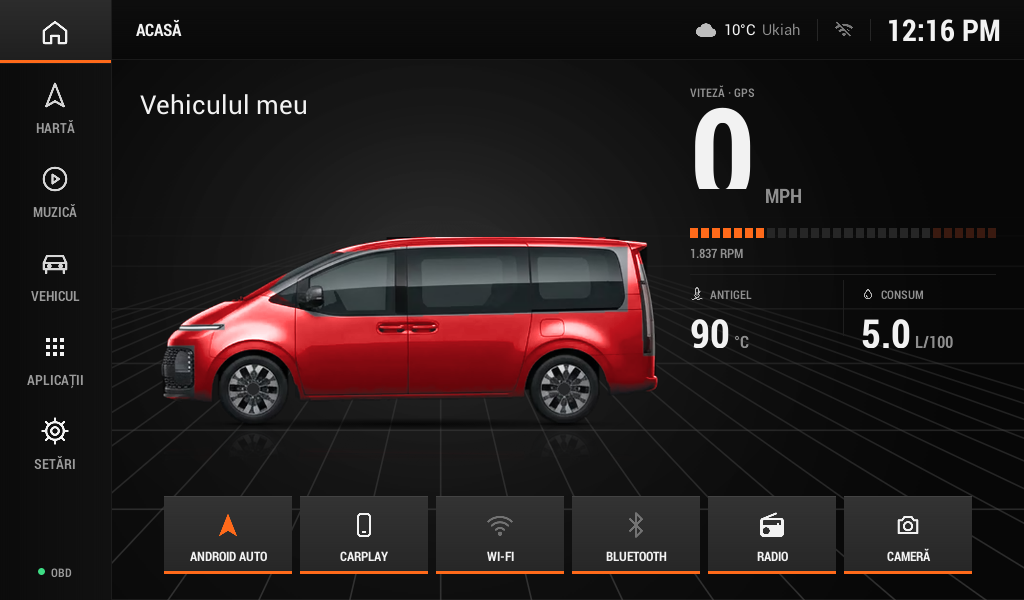 ACASĂ
10°C Ukiah
12:16 PM
HARTĂ
MUZICĂ
VEHICUL
APLICAȚII
SETĂRI
OBD
Vehiculul meu
VITEZĂ · GPS
0 MPH
1.837 RPM
ANTIGEL
90 °C
CONSUM
5.0 L/100
ANDROID AUTO
CARPLAY
WI-FI
BLUETOOTH
RADIO
CAMERĂ